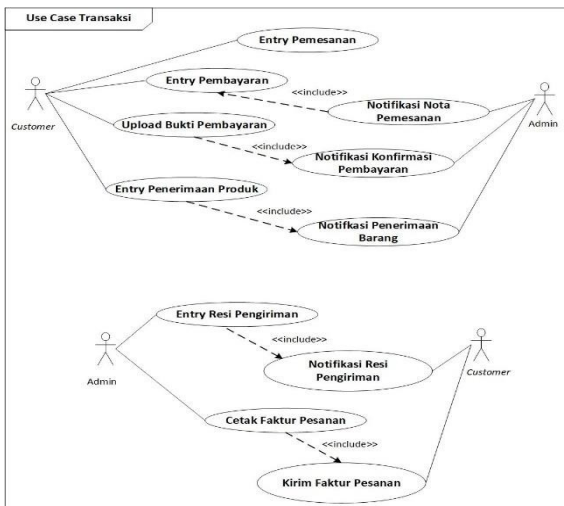 Use Case Transaksi
Entry Pemesanan
Entry Pembayaran
<<include>>
Notifikasi Nota
Pemesanan
Customer
Admin
Upload Bukti Pembayaran
<<include>>
Notifikasi Konfirmasi
Pembayaran
Entry Penerimaan Produk
<<include>>
Notifkasi Penerimaan
Barang
Entry Resi Pengiriman
<<include>>
Notifikasi Resi
Pengiriman
Admin
Customer
Cetak Faktur Pesanan
<<include>>
Kirim Faktur Pesanan